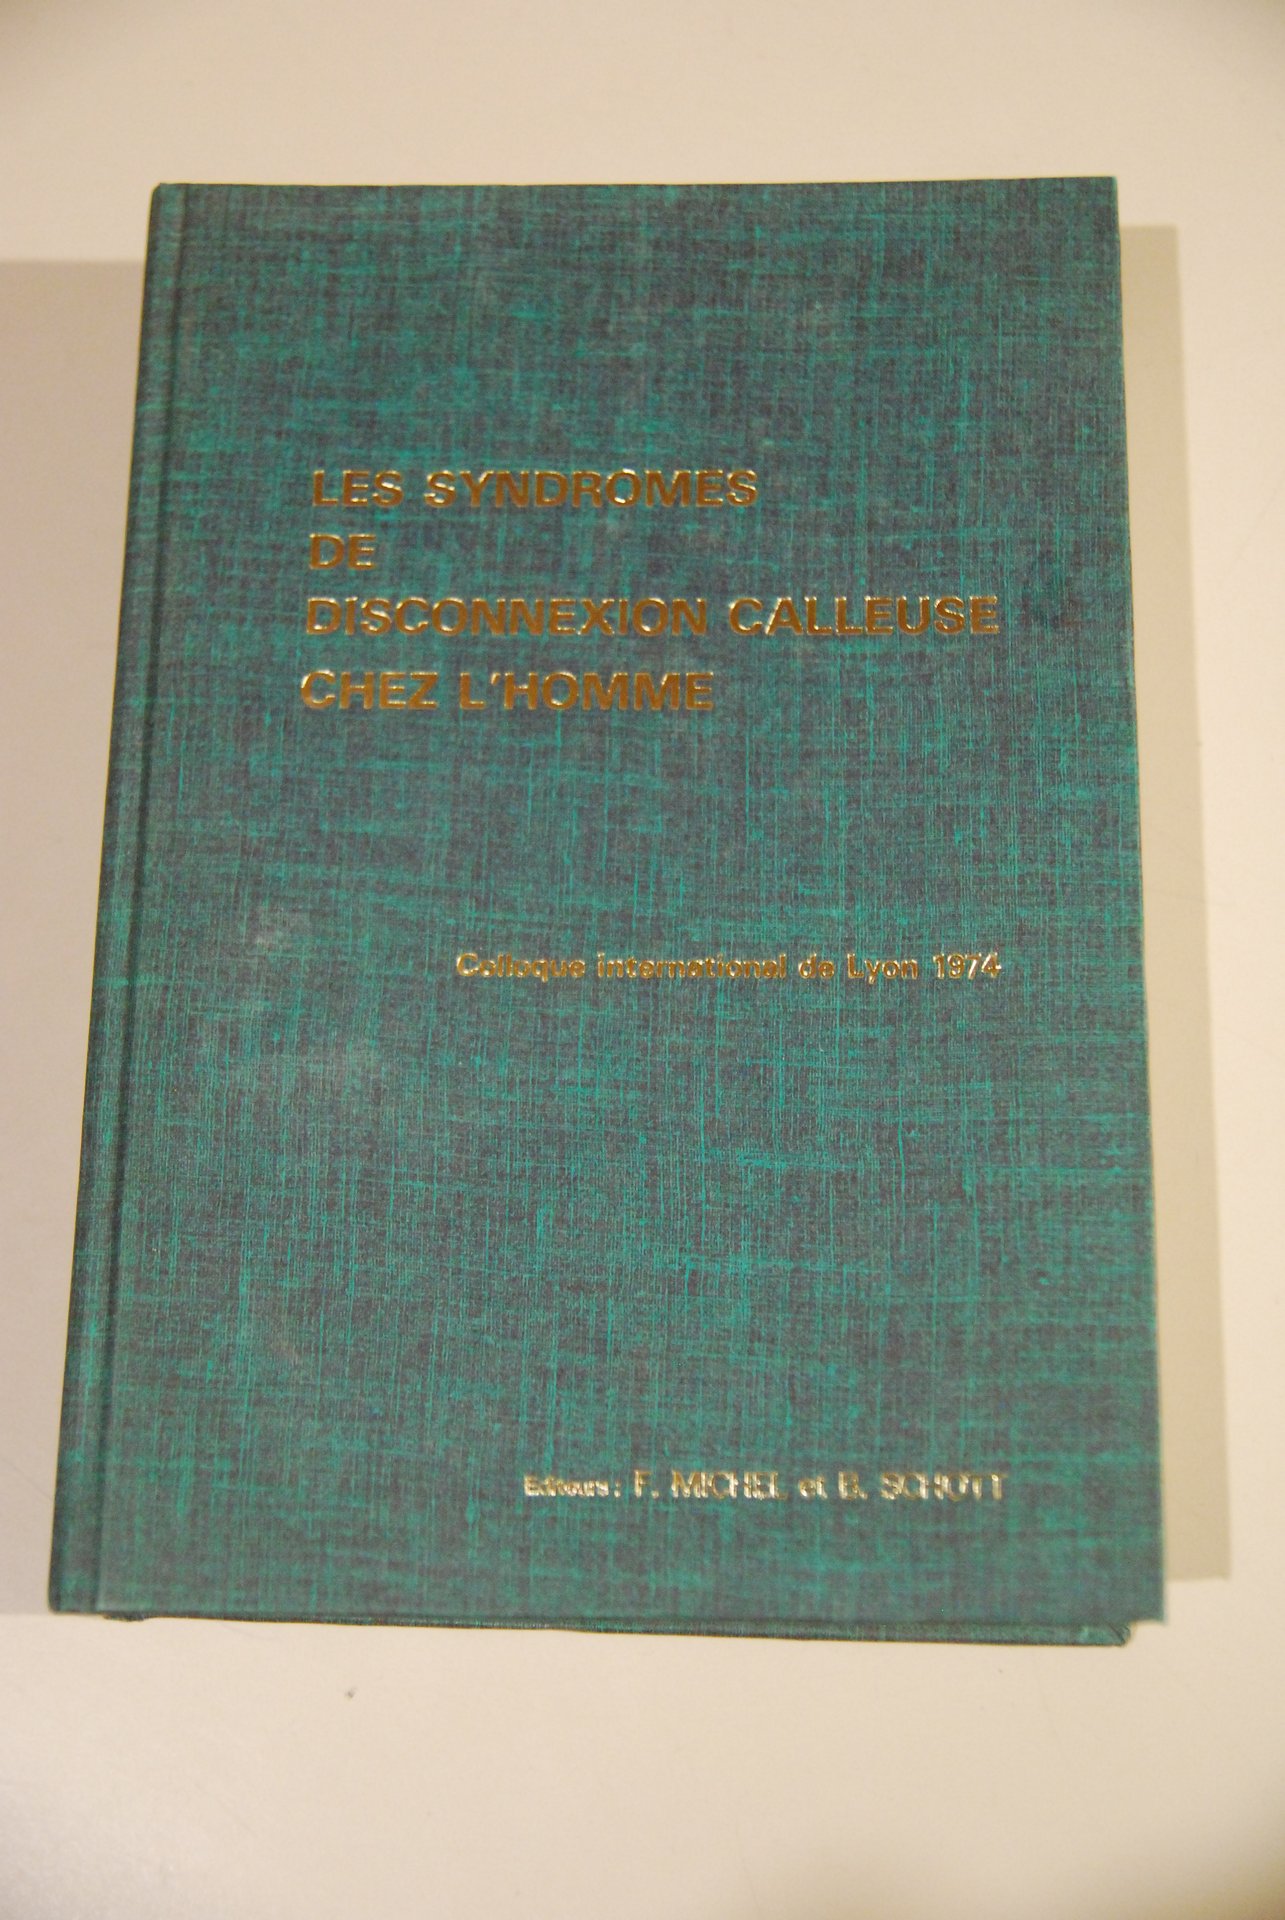 LES SYNDROMES
DE
DISCONNEXION CALLEUSE
CHEZ L'HOMME
Colloque international de Lyon 1974
Editeurs : F. MICHEL et B. SCHOTT